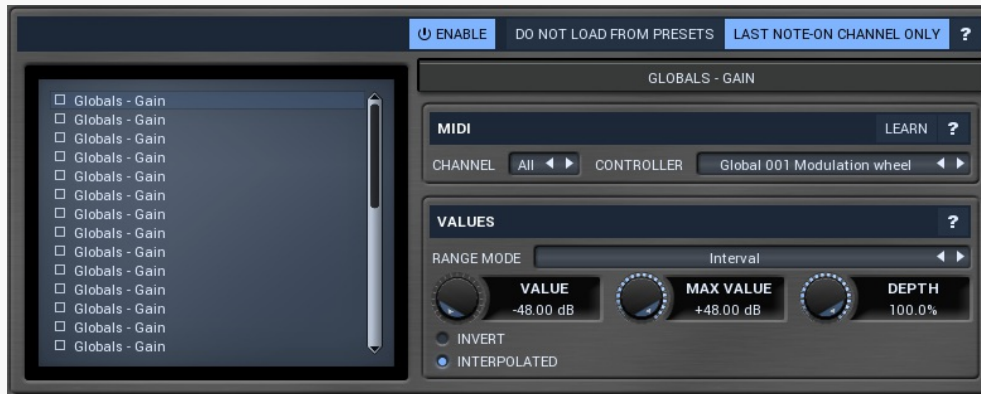 ENABLE DO NOT LOAD FROM PRESETS LAST NOTE-ON CHANNEL ONLY ?
Globals - Gain
Globals - Gain
Globals - Gain
Globals - Gain
Globals - Gain
Globals - Gain
Globals - Gain
Globals - Gain
Globals - Gain
Globals - Gain
Globals - Gain
Globals - Gain
Globals - Gain
Globals - Gain
GLOBALS - GAIN
MIDI LEARN ?
CHANNEL All CONTROLLER Global 001 Modulation wheel
VALUES ?
RANGE MODE Interval
VALUE MAX VALUE DEPTH
-48.00 dB +48.00 dB 100.0%
INVERT
INTERPOLATED